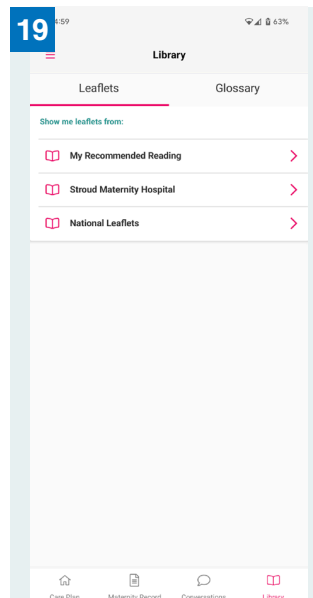 19
:59
63%
Library
Leaflets Glossary
Show me leaflets from:
My Recommended Reading
Stroud Maternity Hospital
National Leaflets
Care Plan Maternity Record Conversations Library